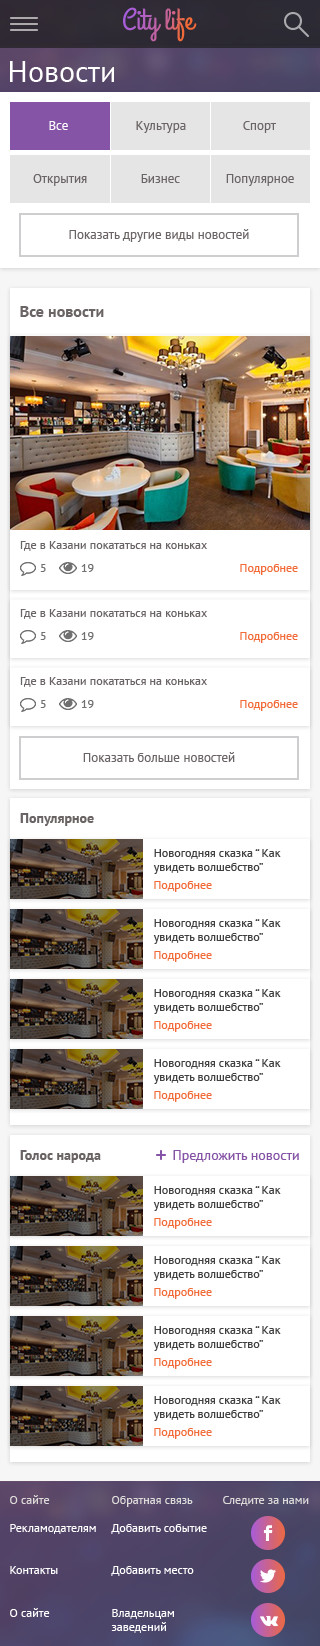 City life
Новости
Все
Культура
Спорт
Открытия
Бизнес
Популярное
Показать другие виды новостей
Все новости
Где в Казани покататься на коньках
5 19 Подробнее
Где в Казани покататься на коньках
5 19 Подробнее
Где в Казани покататься на коньках
5 19 Подробнее
Показать больше новостей
Популярное
Новогодняя сказка “ Как
увидеть волшебство”
Подробнее
Новогодняя сказка “ Как
увидеть волшебство”
Подробнее
Новогодняя сказка “ Как
увидеть волшебство”
Подробнее
Новогодняя сказка “ Как
увидеть волшебство”
Подробнее
Голос народа + Предложить новости
Новогодняя сказка “ Как
увидеть волшебство”
Подробнее
Новогодняя сказка “ Как
увидеть волшебство”
Подробнее
Новогодняя сказка “ Как
увидеть волшебство”
Подробнее
Новогодняя сказка “ Как
увидеть волшебство”
Подробнее
О сайте Обратная связь Следите за нами
Рекламодателям Добавить событие
Контакты Добавить место
О сайте Владельцам
заведений